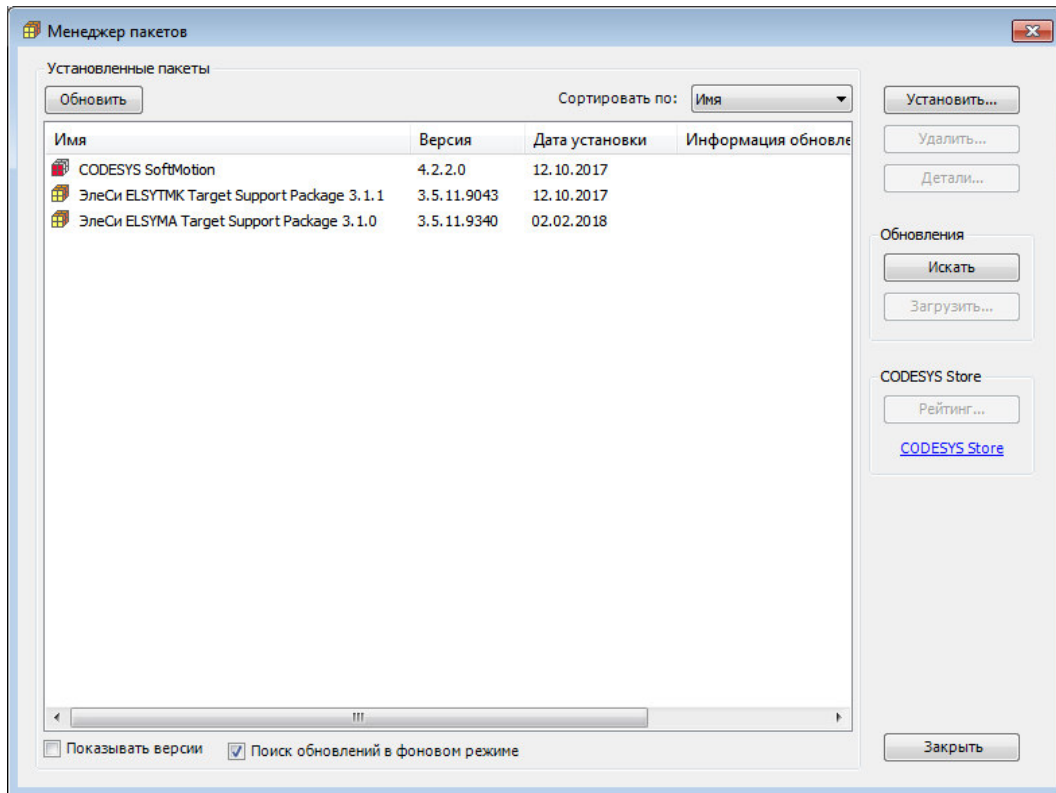 Менеджер пакетов
Установленные пакеты
Обновить
Сортировать по: Имя
Установить...
Имя Версия Дата установки Информация обновле
Удалить...
CODESYS SoftMotion 4.2.2.0 12.10.2017
Детали...
ЭлеСи ELSYTMK Target Support Package 3.1.1 3.5.11.9043 12.10.2017
ЭлеСи ELSYMA Target Support Package 3.1.0 3.5.11.9340 02.02.2018
Обновления
Искать
Загрузить...
CODESYS Store
Рейтинг...
CODESYS Store
Показывать версии Поиск обновлений в фоновом режиме
Закрыть